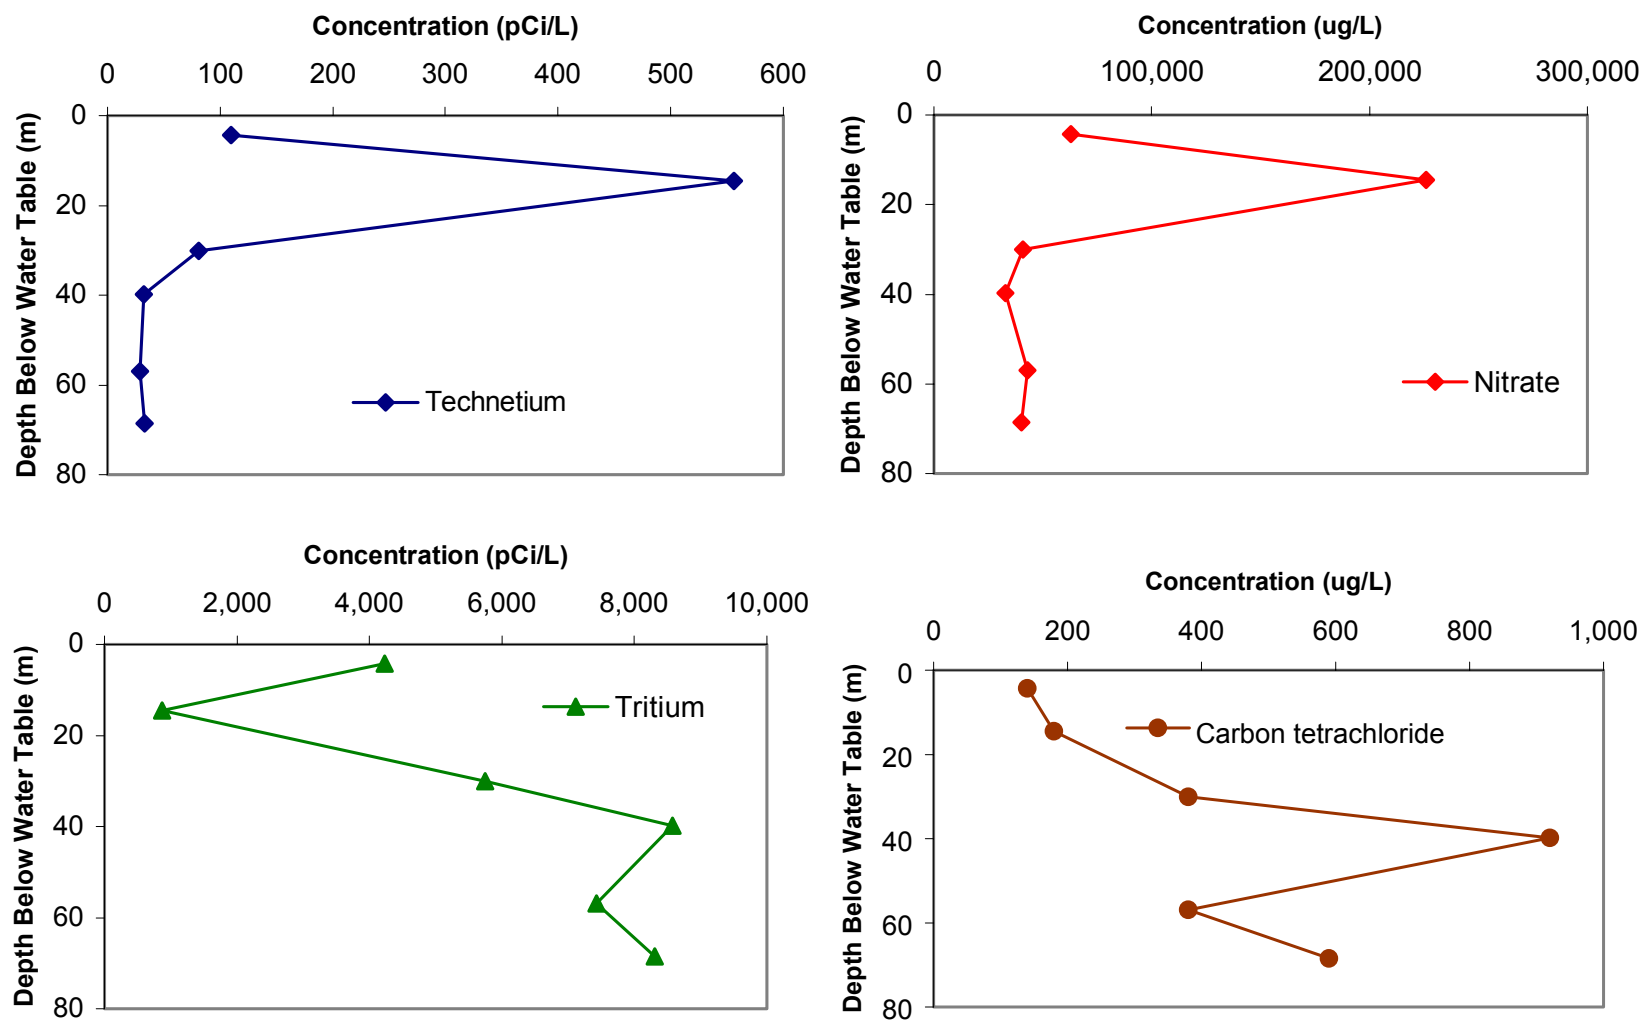 Concentration (pCi/L)
0 100 200 300 400 500 600
Depth Below Water Table (m)
0
20
40
60
80
Technetium
Concentration (ug/L)
0 100,000 200,000 300,000
Depth Below Water Table (m)
0
20
40
60
80
Nitrate
Concentration (pCi/L)
0 2,000 4,000 6,000 8,000 10,000
Depth Below Water Table (m)
0
20
40
60
80
Tritium
Concentration (ug/L)
0 200 400 600 800 1,000
Depth Below Water Table (m)
0
20
40
60
80
Carbon tetrachloride